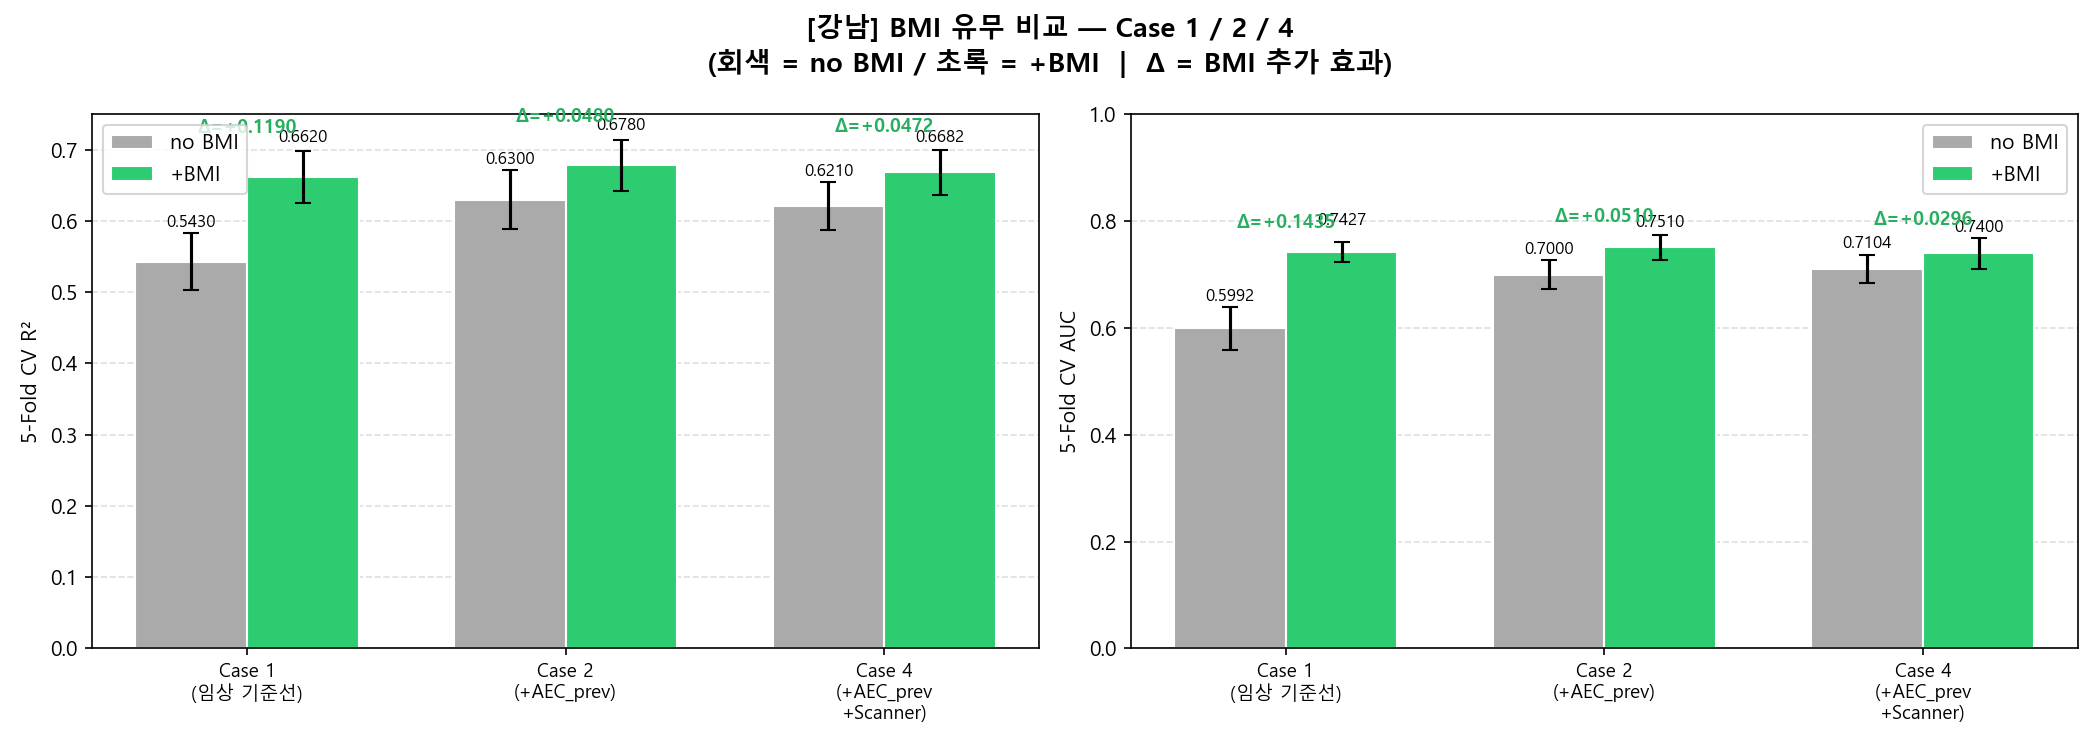 [강남] BMI 유무 비교 — Case 1 / 2 / 4
(회색 = no BMI / 초록 = +BMI | Δ = BMI 추가 효과)
5-Fold CV R²
0.7
0.6
0.5
0.4
0.3
0.2
0.1
0.0
no BMI
+BMI
Δ=+0.1190
0.5430
0.6620
Δ=+0.0480
0.6300
0.6780
Δ=+0.0472
0.6210
0.6682
Case 1
(임상 기준선)
Case 2
(+AEC_prev)
Case 4
(+AEC_prev
+Scanner)
5-Fold CV AUC
1.0
0.8
0.6
0.4
0.2
0.0
no BMI
+BMI
Δ=+0.1435
0.5992
0.7427
Δ=+0.0510
0.7000
0.7510
Δ=+0.0296
0.7104
0.7400
Case 1
(임상 기준선)
Case 2
(+AEC_prev)
Case 4
(+AEC_prev
+Scanner)